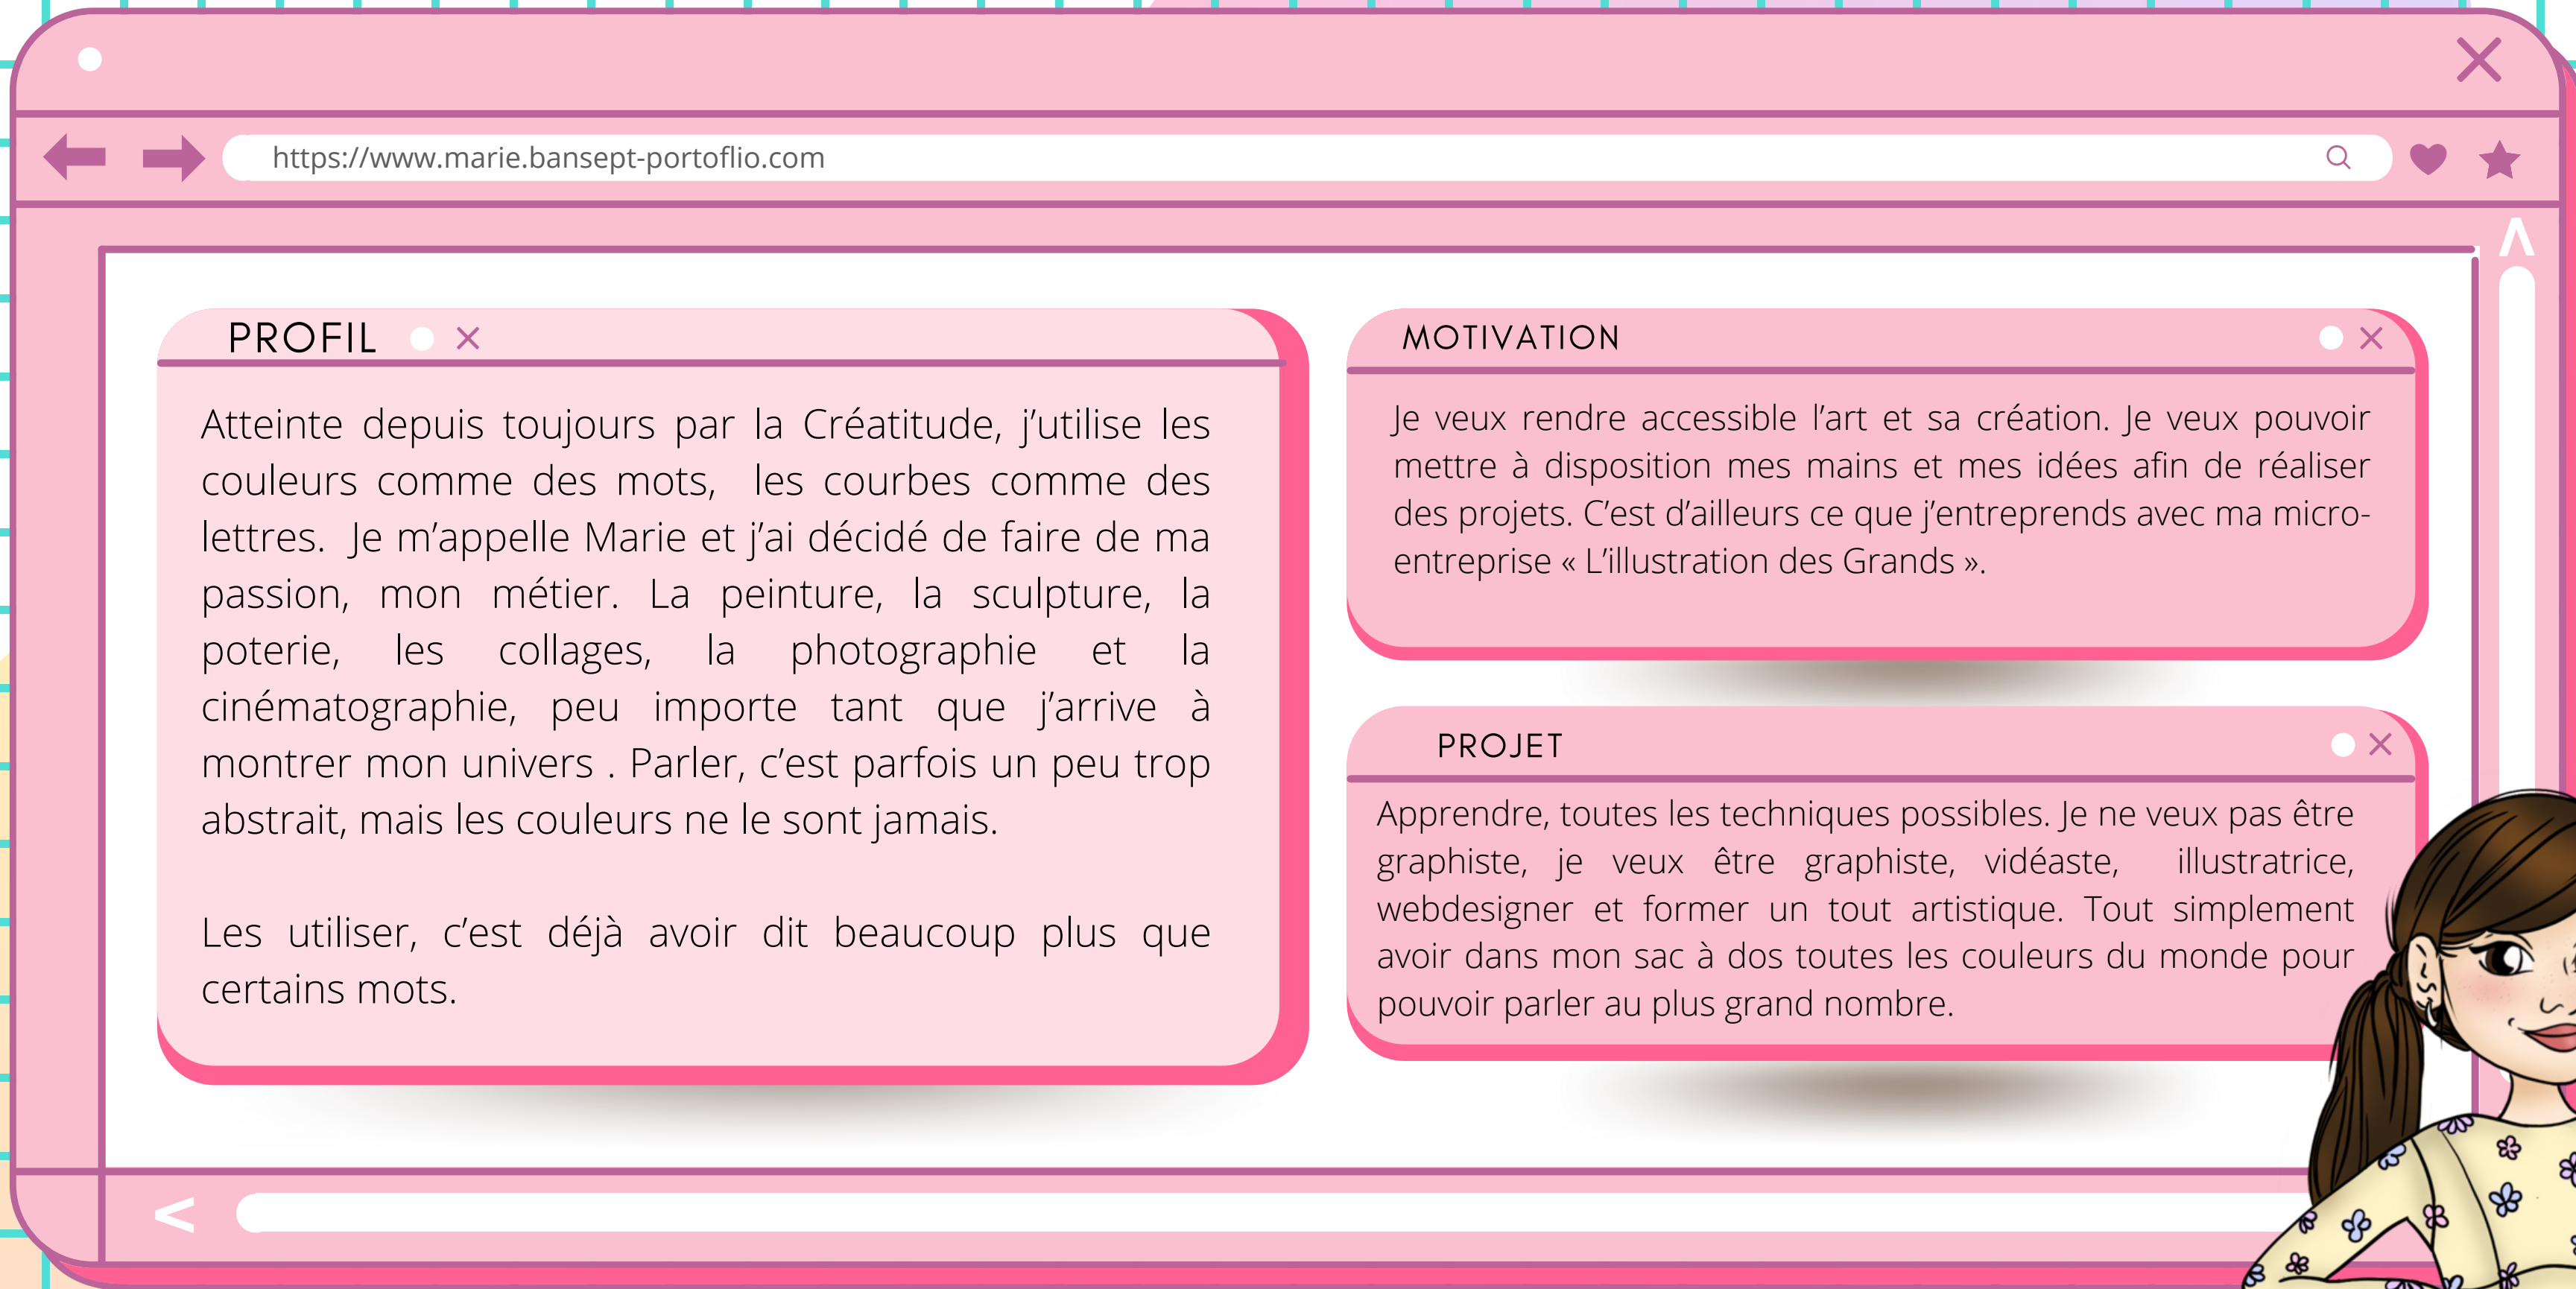 https://www.marie.bansept-portoflio.com
PROFIL
Atteinte depuis toujours par la Créatitude, j’utilise les
couleurs comme des mots, les courbes comme des
lettres. Je m’appelle Marie et j’ai décidé de faire de ma
passion, mon métier. La peinture, la sculpture, la
poterie, les collages, la photographie et la
cinématographie, peu importe tant que j’arrive à
montrer mon univers . Parler, c’est parfois un peu trop
abstrait, mais les couleurs ne le sont jamais.
Les utiliser, c’est déjà avoir dit beaucoup plus que
certains mots.
MOTIVATION
Je veux rendre accessible l’art et sa création. Je veux pouvoir
mettre à disposition mes mains et mes idées afin de réaliser
des projets. C’est d’ailleurs ce que j’entreprends avec ma micro-
entreprise « L’illustration des Grands ».
PROJET
Apprendre, toutes les techniques possibles. Je ne veux pas être
graphiste, je veux être graphiste, vidéaste, illustratrice,
webdesigner et former un tout artistique. Tout simplement
avoir dans mon sac à dos toutes les couleurs du monde pour
pouvoir parler au plus grand nombre.